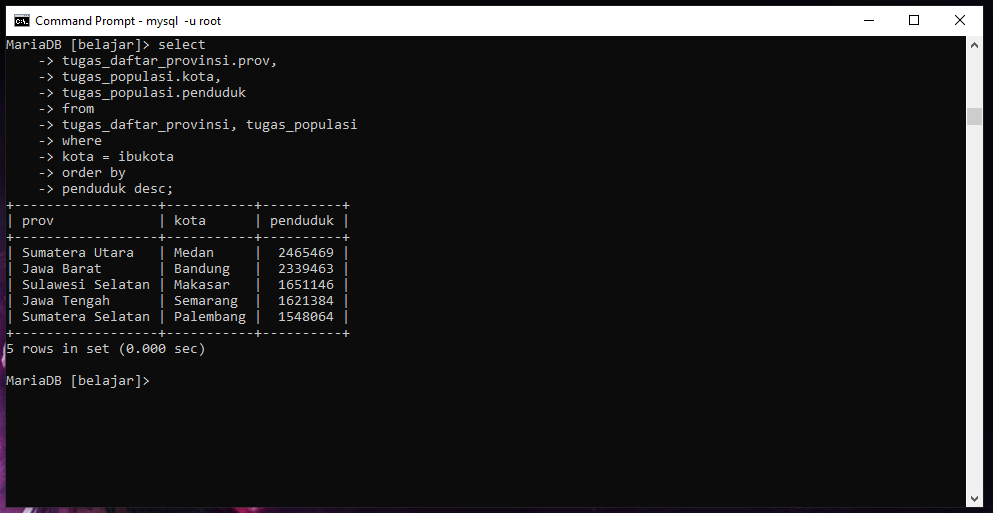 Command Prompt - mysql  -u root
MariaDB [belajar]> select
    -> tugas_daftar_provinsi.prov,
    -> tugas_populasi.kota,
    -> tugas_populasi.penduduk
    -> from
    -> tugas_daftar_provinsi, tugas_populasi
    -> where
    -> kota = ibukota
    -> order by
    -> penduduk desc;
+------------------+-----------+----------+
| prov             | kota      | penduduk |
+------------------+-----------+----------+
| Sumatera Utara   | Medan     |  2465469 |
| Jawa Barat       | Bandung   |  2339463 |
| Sulawesi Selatan | Makasar   |  1651146 |
| Jawa Tengah      | Semarang  |  1621384 |
| Sumatera Selatan | Palembang |  1548064 |
+------------------+-----------+----------+
5 rows in set (0.000 sec)
MariaDB [belajar]>